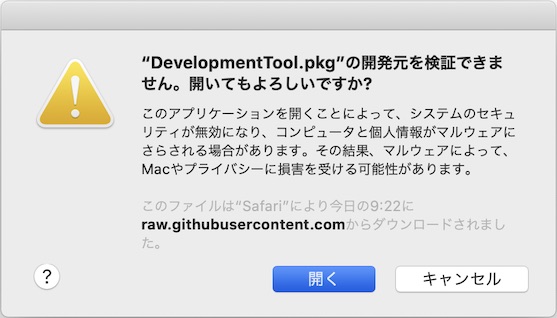 “DevelopmentTool.pkg”の開発元を検証できま
せん。開いてもよろしいですか?
このアプリケーションを開くことによって、システムのセキュ
リティが無効になり、コンピュータと個人情報がマルウェアに
さらされる場合があります。その結果、マルウェアによって、
Macやプライバシーに損害を受ける可能性があります。
このファイルは“Safari”により今日の9:22に
raw.githubusercontent.comからダウンロードされまし
た。
? 開く キャンセル